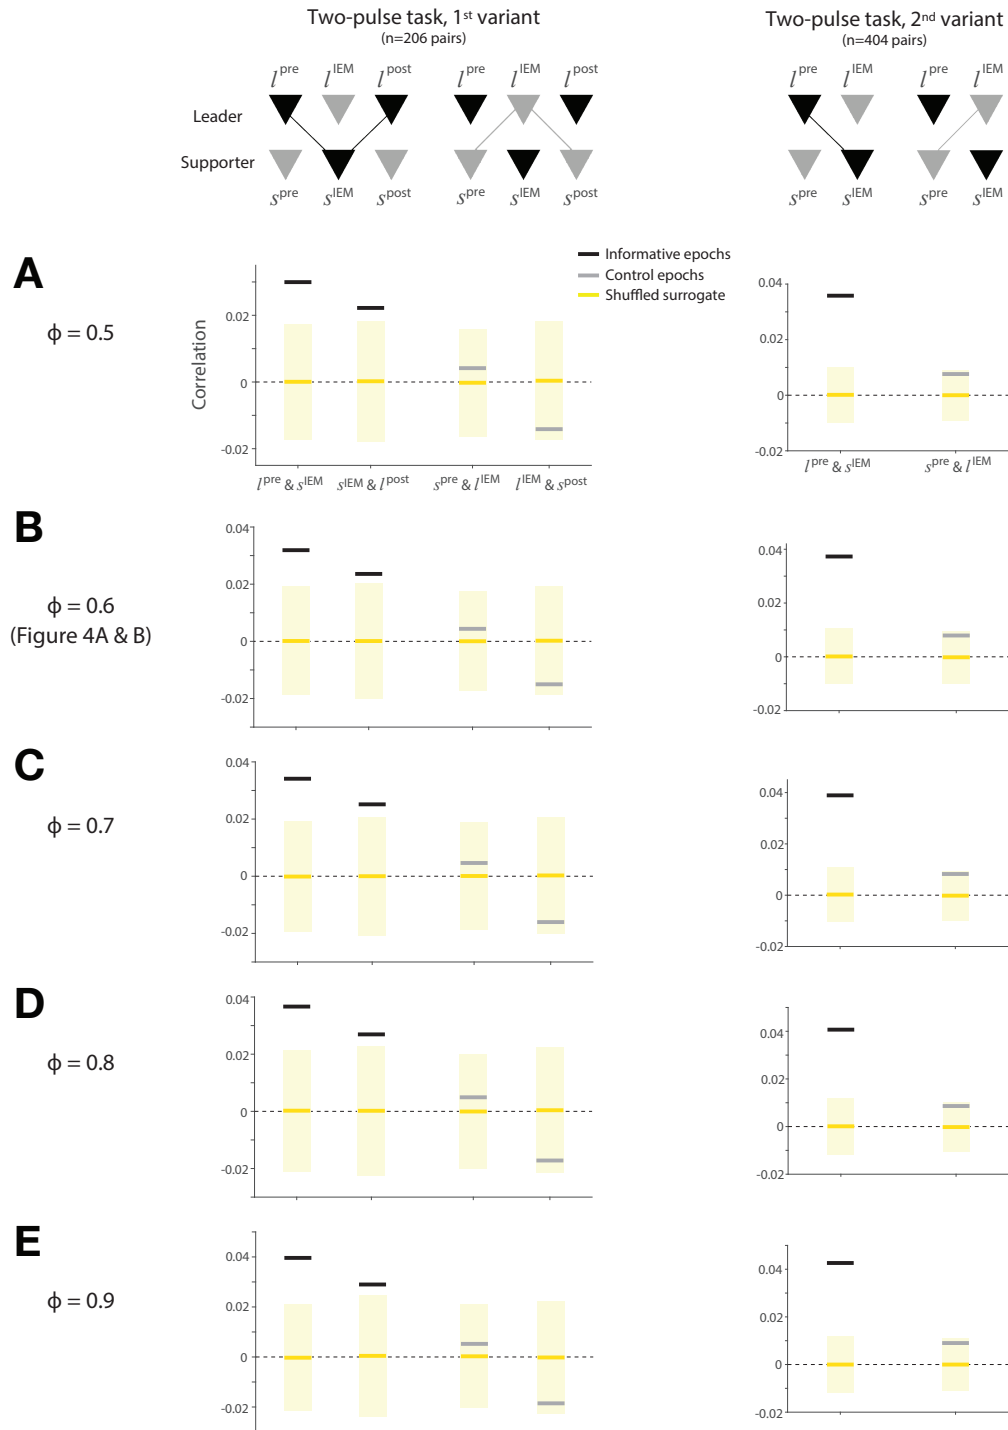 Two-pulse task, 1st variant
(n=206 pairs)
Two-pulse task, 2nd variant
(n=404 pairs)
lpre lIEM lpost lpre lIEM lpost lpre lIEM lpre lIEM
Leader
Supporter
spre sIEM spost spre sIEM spost spre sIEM spre sIEM
Informative epochs
Control epochs
Shuffled surrogate
A
ϕ = 0.5
Correlation
0.02
0
-0.02
lpre & sIEM sIEM & lpost spre & lIEM lIEM & spost
0.04
0.02
0
-0.02
lpre & sIEM spre & lIEM
B
ϕ = 0.6
(Figure 4A & B)
0.04
0.02
0
-0.02
0.04
0.02
0
-0.02
C
ϕ = 0.7
0.04
0.02
0
-0.02
0.04
0.02
0
-0.02
D
ϕ = 0.8
0.04
0.02
0
-0.02
0.04
0.02
0
-0.02
E
ϕ = 0.9
0.04
0.02
0
-0.02
0.04
0.02
0
-0.02